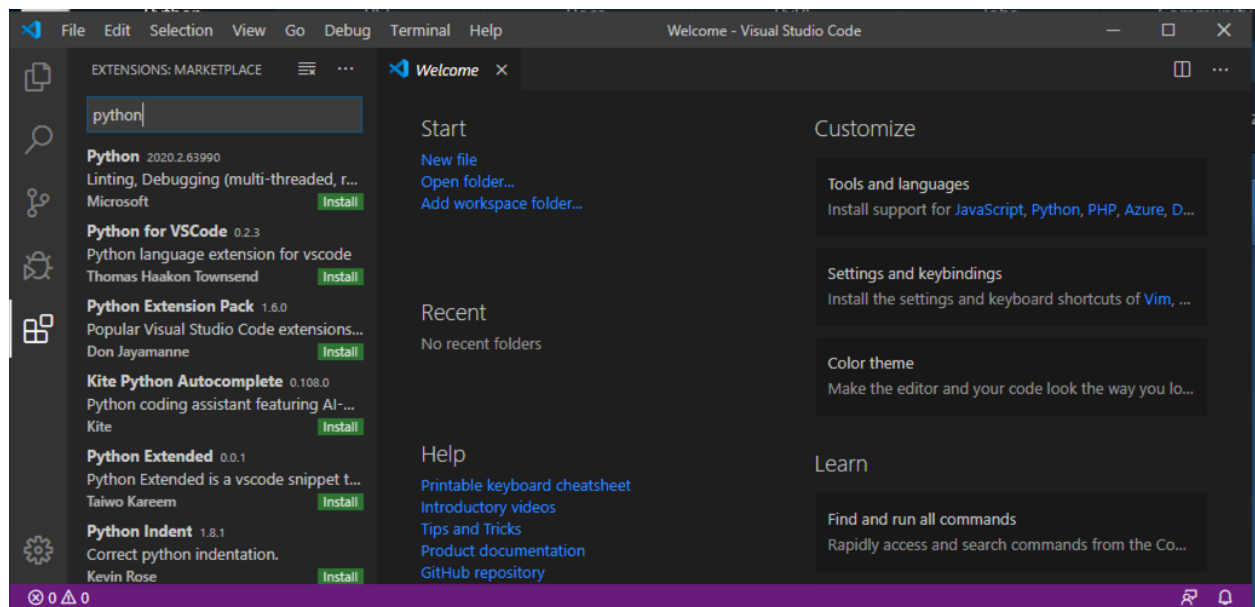 File Edit Selection View Go Debug Terminal Help Welcome - Visual Studio Code
EXTENSIONS: MARKETPLACE
python
Python 2020.2.63990
Linting, Debugging (multi-threaded, r...
Microsoft Install
Python for VSCode 0.2.3
Python language extension for vscode
Thomas Haakon Townsend Install
Python Extension Pack 1.6.0
Popular Visual Studio Code extensions...
Don Jayamanne Install
Kite Python Autocomplete 0.108.0
Python coding assistant featuring AI-...
Kite Install
Python Extended 0.0.1
Python Extended is a vscode snippet t...
Taiwo Kareem Install
Python Indent 1.8.1
Correct python indentation.
Kevin Rose Install
Welcome
Start
New file
Open folder...
Add workspace folder...
Recent
No recent folders
Help
Printable keyboard cheatsheet
Introductory videos
Tips and Tricks
Product documentation
GitHub repository
Customize
Tools and languages
Install support for JavaScript, Python, PHP, Azure, D...
Settings and keybindings
Install the settings and keyboard shortcuts of Vim, ...
Color theme
Make the editor and your code look the way you lo...
Learn
Find and run all commands
Rapidly access and search commands from the Co...
0 0